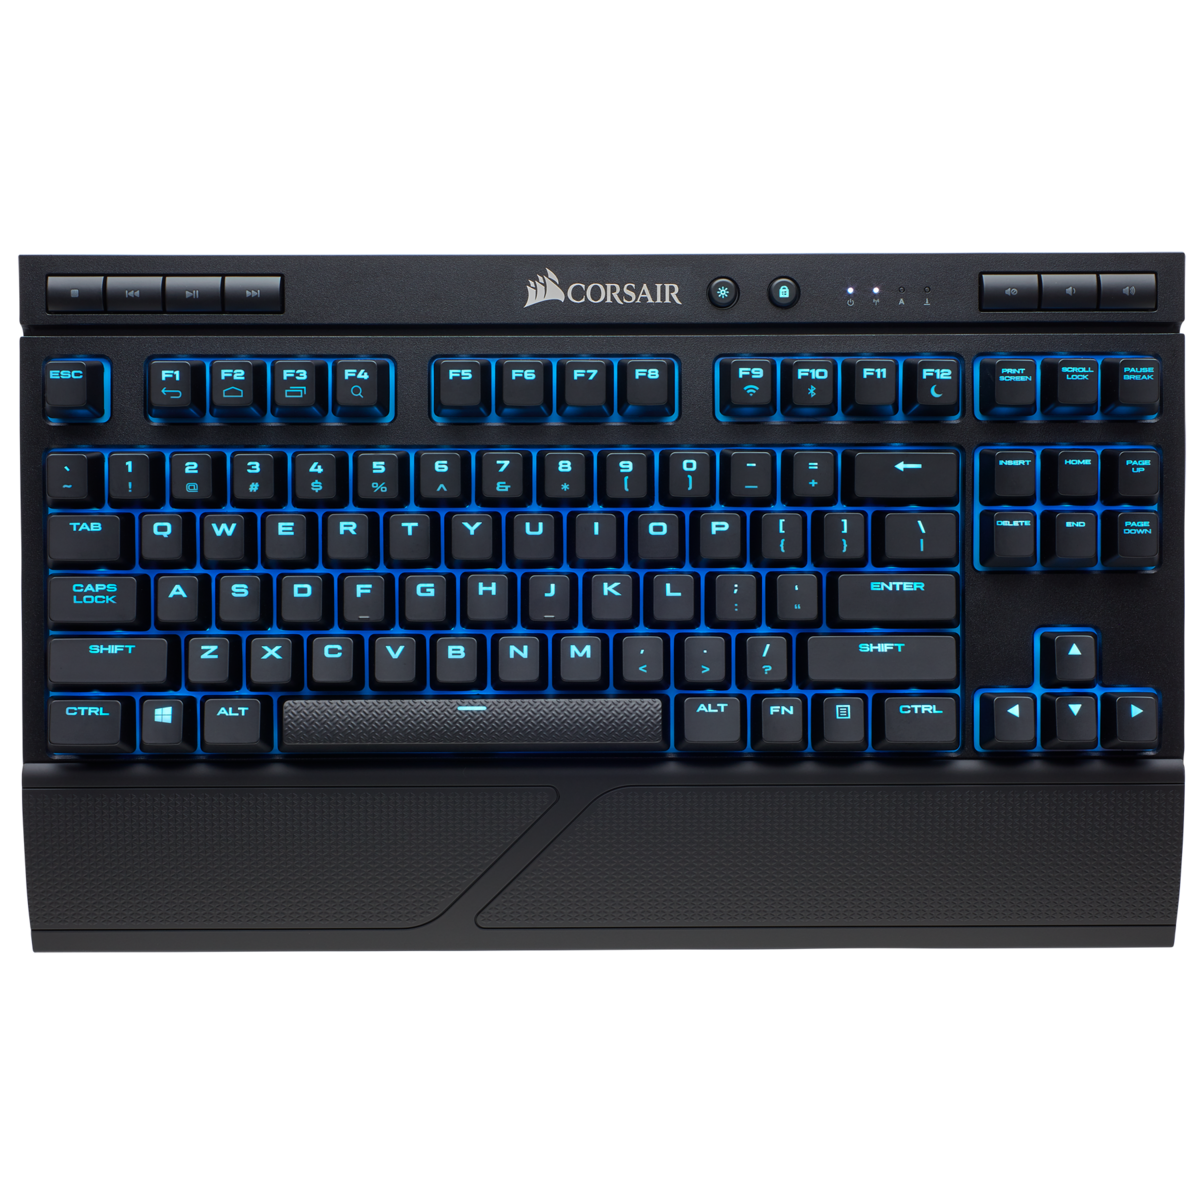 CORSAIR
A
ESC F1 F2 F3 F4 F5 F6 F7 F8 F9 F10 F11 F12 PRINT SCREEN SCROLL LOCK PAUSE BREAK
` 1 2 3 4 5 6 7 8 9 0 - = INSERT HOME PAGE UP
~ ! @ # $ % ^ & * ( ) _ +
TAB Q W E R T Y U I O P [ ] \ DELETE END PAGE DOWN
{ } |
CAPS LOCK A S D F G H J K L ; ' ENTER
: "
SHIFT Z X C V B N M , . / SHIFT
< > ?
CTRL ALT ALT FN CTRL